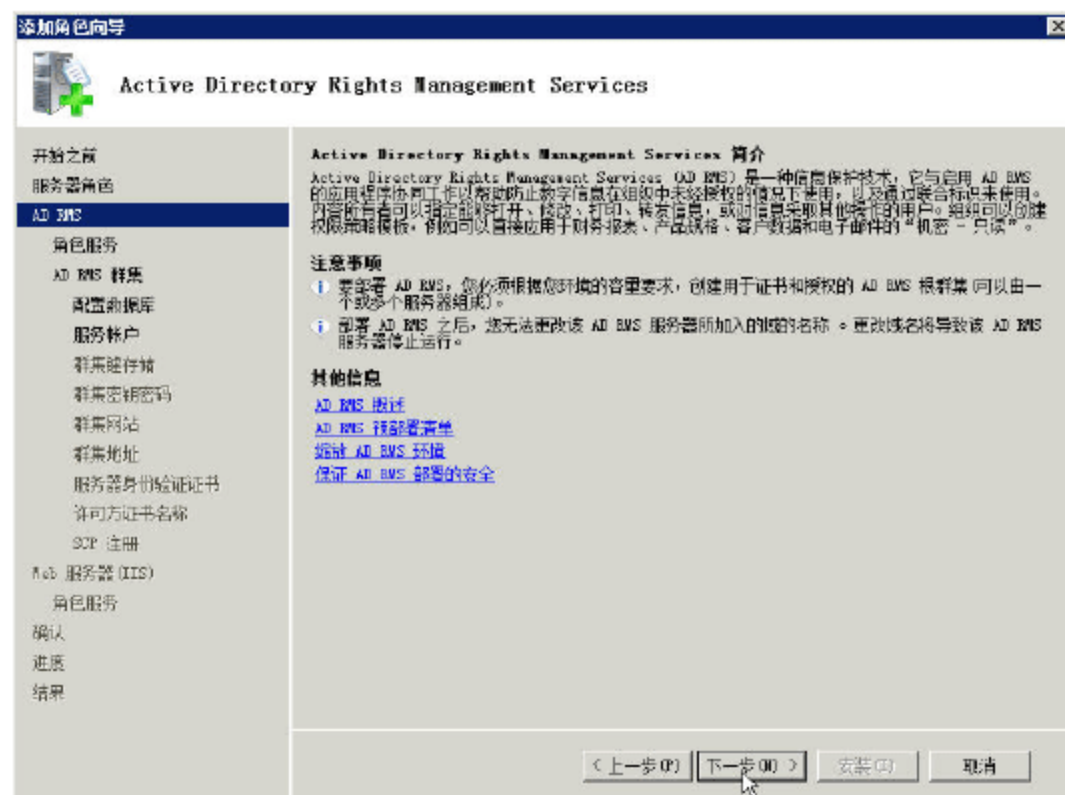 添加角色向导
Active Directory Rights Management Services
开始之前
服务器角色
AD RMS
角色服务
AD RMS 群集
配置数据库
服务帐户
群集键存储
群集密钥密码
群集网站
群集地址
服务器身份验证证书
许可方证书名称
SCP 注册
Web 服务器(IIS)
角色服务
确认
进度
结果
Active Directory Rights Management Services 简介
Active Directory Rights Management Services (AD RMS) 是一种信息保护技术，它与启用 AD RMS
的应用程序协同工作以帮助防止数字信息在组织中未经授权的情况下使用，以及通过联合标识来使用。
内容所有者可以指定能够打开、修改、打印、转发信息，或对信息采取其他操作的用户。组织可以创建
权限策略模板，例如可以直接应用于财务报表、产品规格、客户数据和电子邮件的“机密 - 只读”。
注意事项
要部署 AD RMS，您必须根据您环境的容量要求，创建用于证书和授权的 AD RMS 根群集(可以由一
个或多个服务器组成)。
部署 AD RMS 之后，您无法更改该 AD RMS 服务器所加入的域的名称 。更改域名将导致该 AD RMS
服务器停止运行。
其他信息
AD RMS 概述
AD RMS 预部署清单
缩放 AD RMS 环境
保证 AD RMS 部署的安全
< 上一步(P)
下一步(N) >
安装(I)
取消